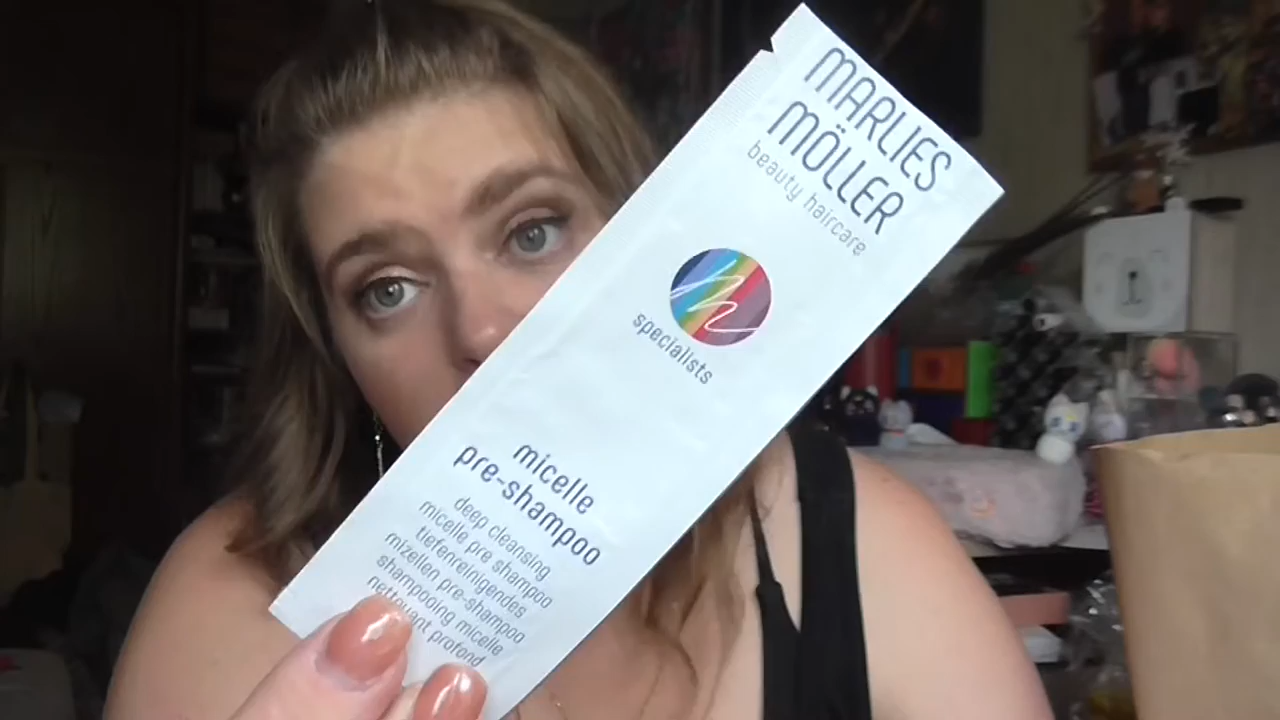 MARLIES
MÖLLER
beauty haircare
specialists
micelle
pre-shampoo
deep cleansing
micelle pre shampoo
tiefenreinigendes
mizellen pre-shampoo
shampooing micelle
nettoyant profond